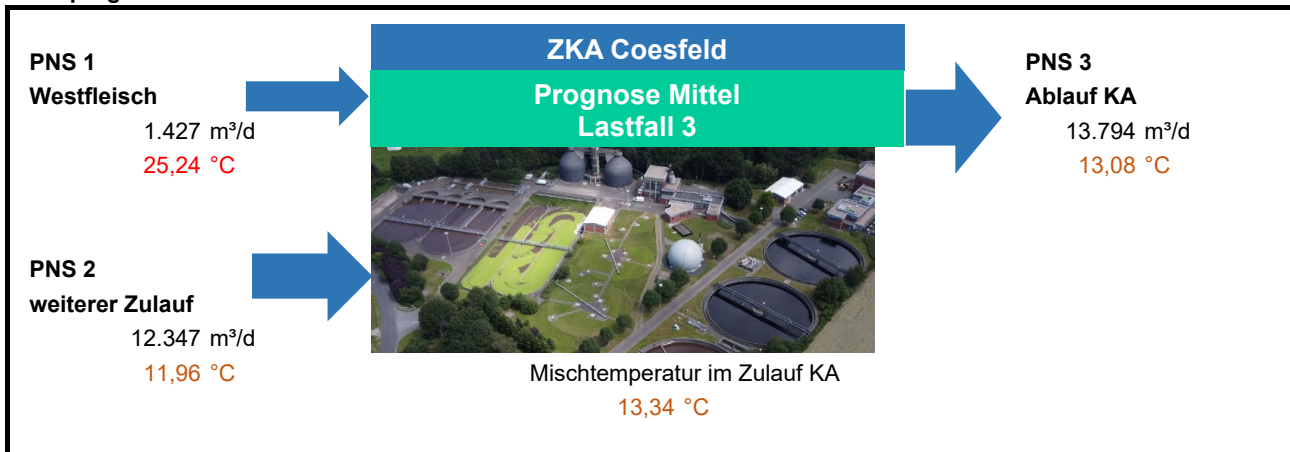 PNS 1
Westfleisch
1.427 m³/d
25,24 °C
ZKA Coesfeld
Prognose Mittel
Lastfall 3
PNS 3
Ablauf KA
13.794 m³/d
13,08 °C
PNS 2
weiterer Zulauf
12.347 m³/d
11,96 °C
Mischtemperatur im Zulauf KA
13,34 °C